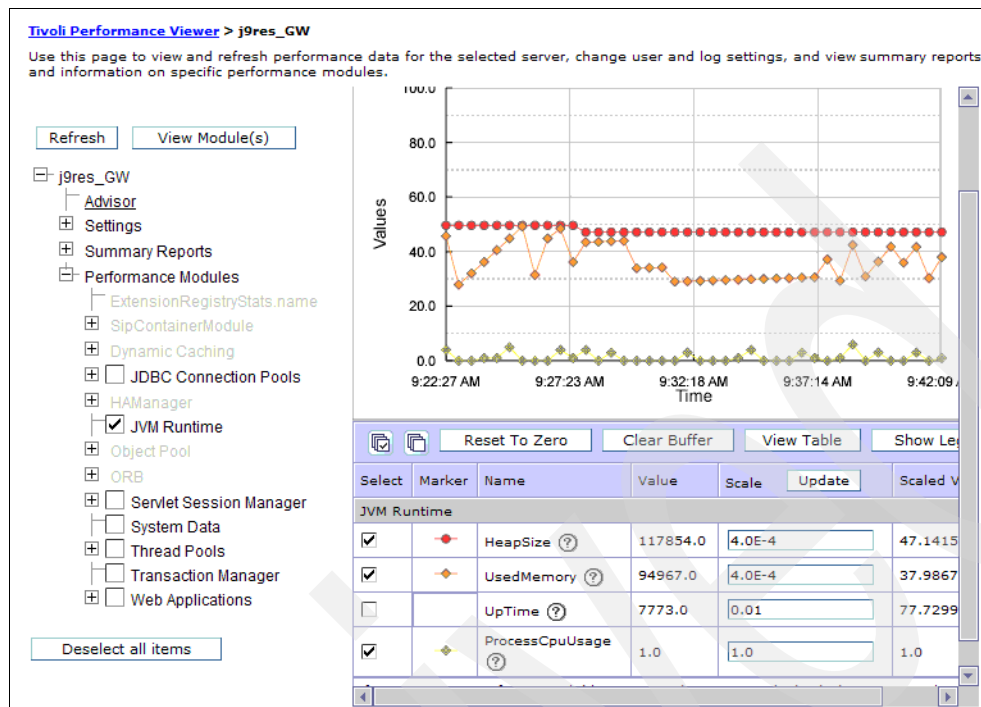 Tivoli Performance Viewer > j9res_GW
Use this page to view and refresh performance data for the selected server, change user and log settings, and view summary reports
and information on specific performance modules.
Refresh
View Module(s)
j9res_GW
Advisor
Settings
Summary Reports
Performance Modules
ExtensionRegistryStats.name
SipContainerModule
Dynamic Caching
JDBC Connection Pools
HAManager
JVM Runtime
Object Pool
ORB
Servlet Session Manager
System Data
Thread Pools
Transaction Manager
Web Applications
Deselect all items
100.0
80.0
60.0
40.0
20.0
0.0
Values
9:22:27 AM 9:27:23 AM 9:32:18 AM 9:37:14 AM 9:42:09
Time
Reset To Zero Clear Buffer View Table Show Le
Select Marker Name Value Scale Update Scaled V
JVM Runtime
HeapSize ? 117854.0 4.0E-4 47.1415
UsedMemory ? 94967.0 4.0E-4 37.9867
UpTime ? 7773.0 0.01 77.7299
ProcessCpuUsage
? 1.0 1.0 1.0